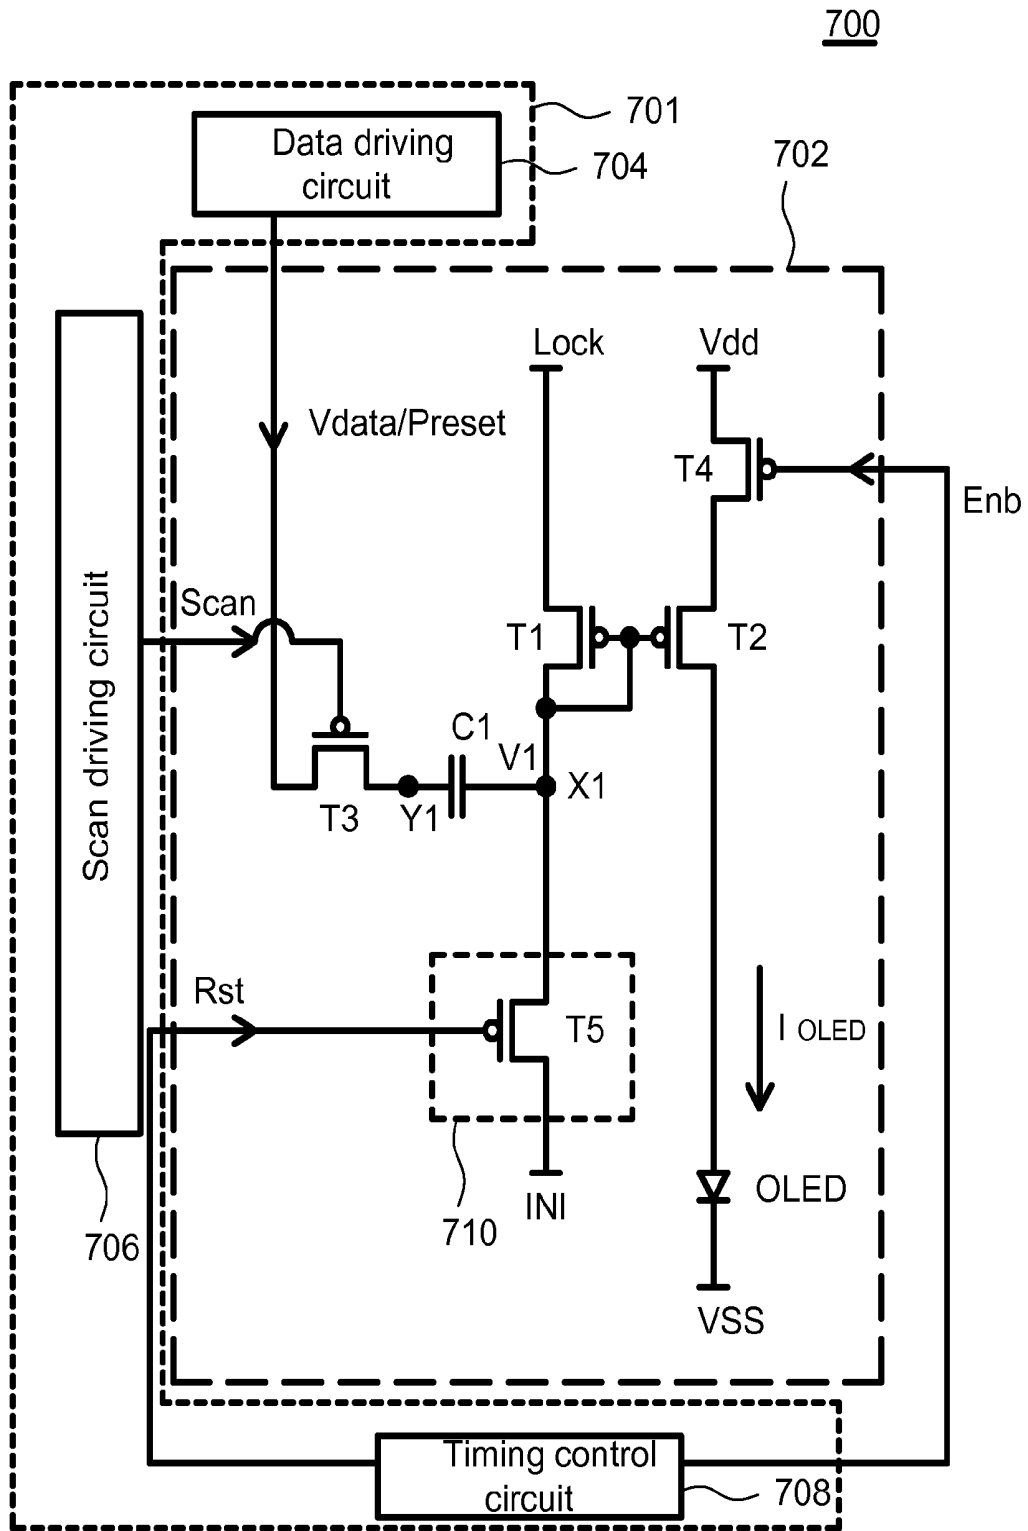 700
701
Data driving
circuit
704
702
Lock
Vdd
Vdata/Preset
T4
Enb
Scan
T1
T2
Scan driving circuit
C1
V1
X1
T3
Y1
Rst
T5
I OLED
OLED
INI
710
706
VSS
Timing control
circuit
708